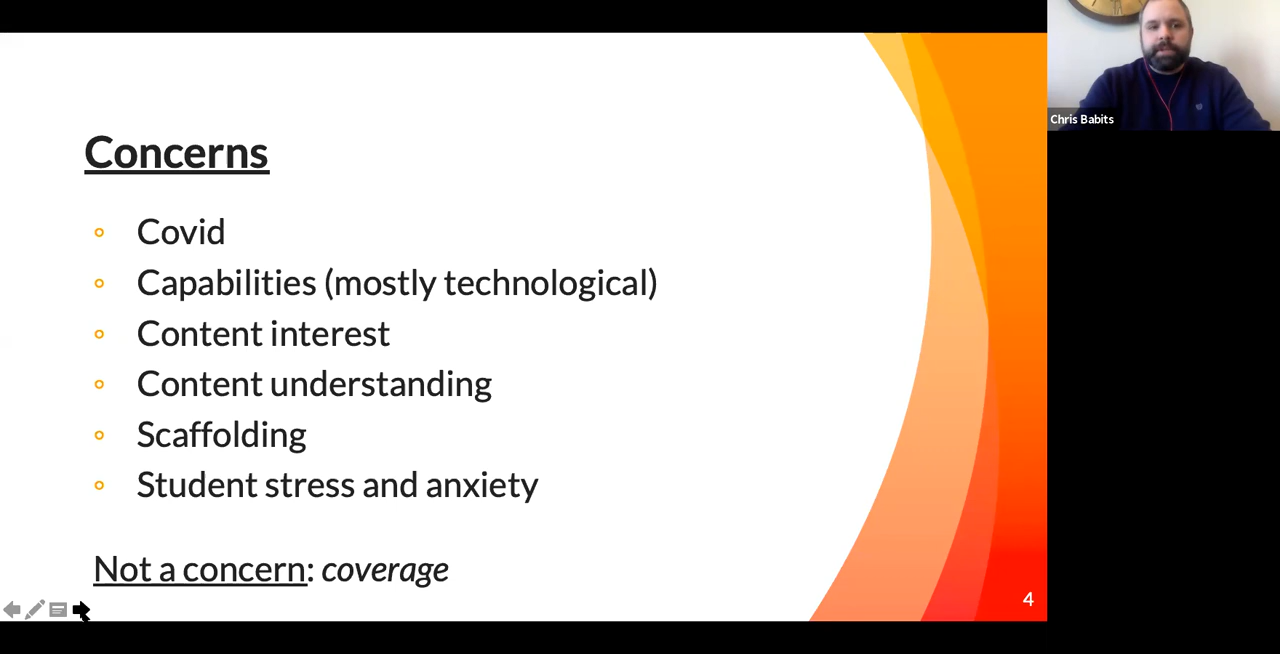 Concerns
Covid
Capabilities (mostly technological)
Content interest
Content understanding
Scaffolding
Student stress and anxiety
Not a concern: coverage
4
Chris Babits